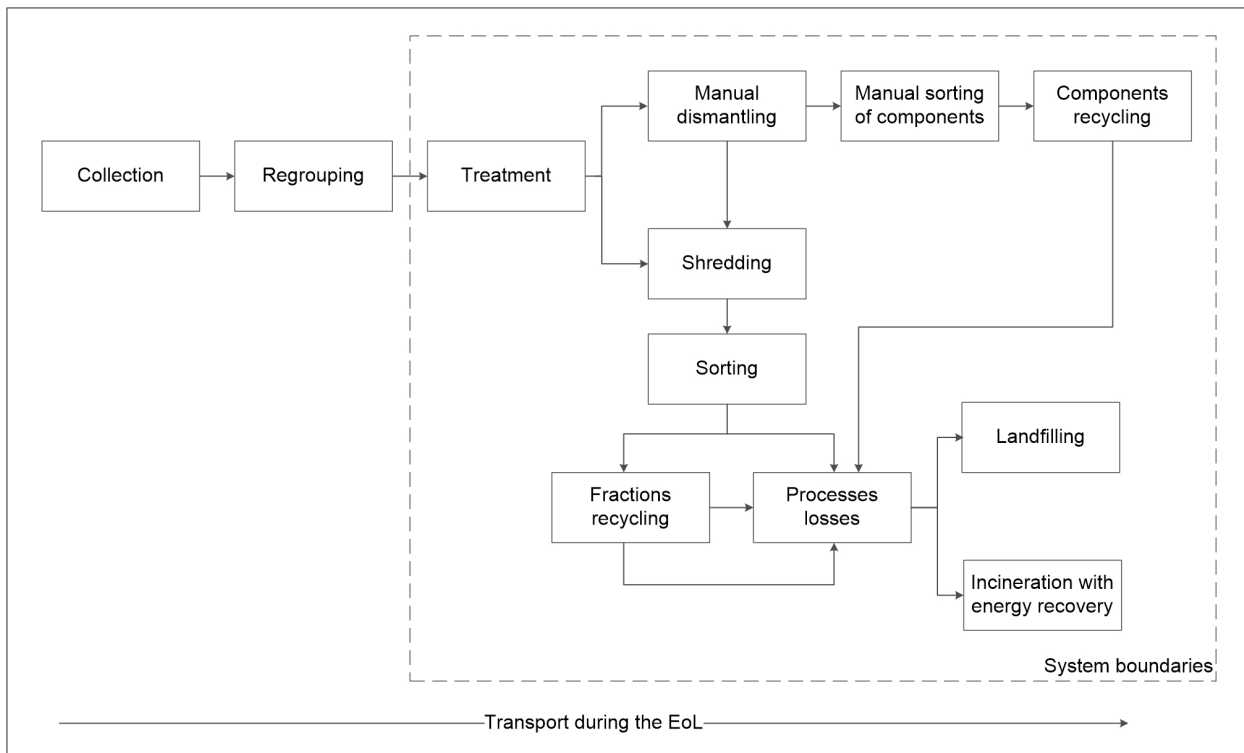 Manual
dismantling
Manual sorting
of components
Components
recycling
Collection
Regrouping
Treatment
Shredding
Sorting
Landfilling
Fractions
recycling
Processes
losses
Incineration with
energy recovery
System boundaries
Transport during the EoL